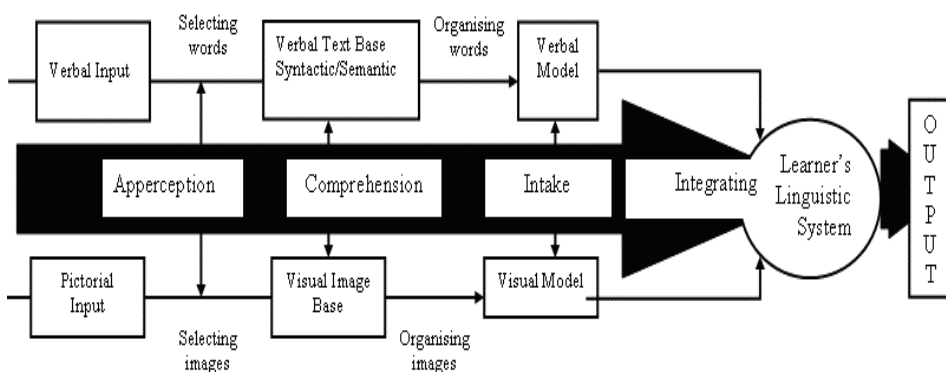 Selecting
words
Organising
words
Verbal Input
Verbal Text Base
Syntactic/Semantic
Verbal
Model
Apperception
Comprehension
Intake
Integrating
Learner's
Linguistic
System
O
U
T
P
U
T
Pictorial
Input
Visual Image
Base
Visual Model
Selecting
images
Organising
images